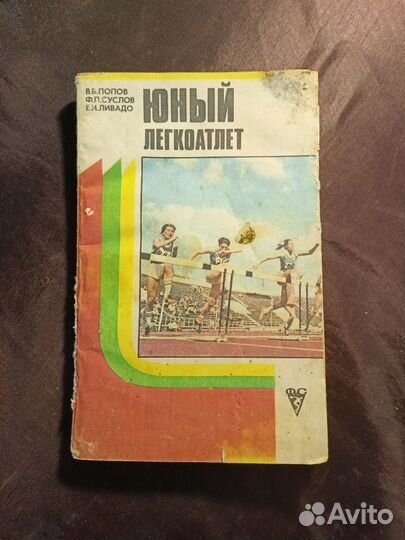 В.Б.ПОПОВ
Ф.П.СУСЛОВ
Е.И.ЛИВАДО
ЮНЫЙ
ЛЕГКОАТЛЕТ
ФиС
Avito